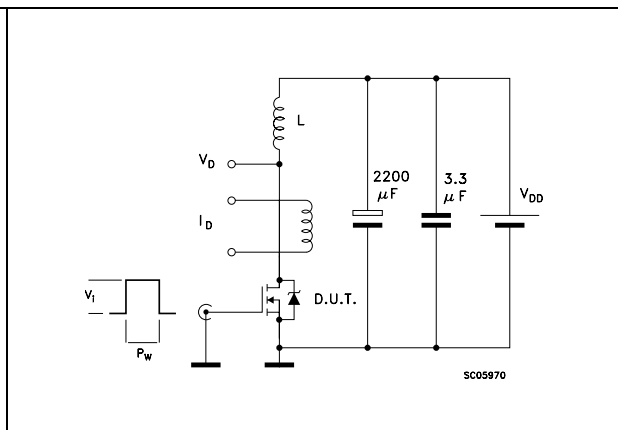 L
V_D
2200
μF
3.3
μF
V_DD
I_D
V_i
D.U.T.
P_W
SC05970